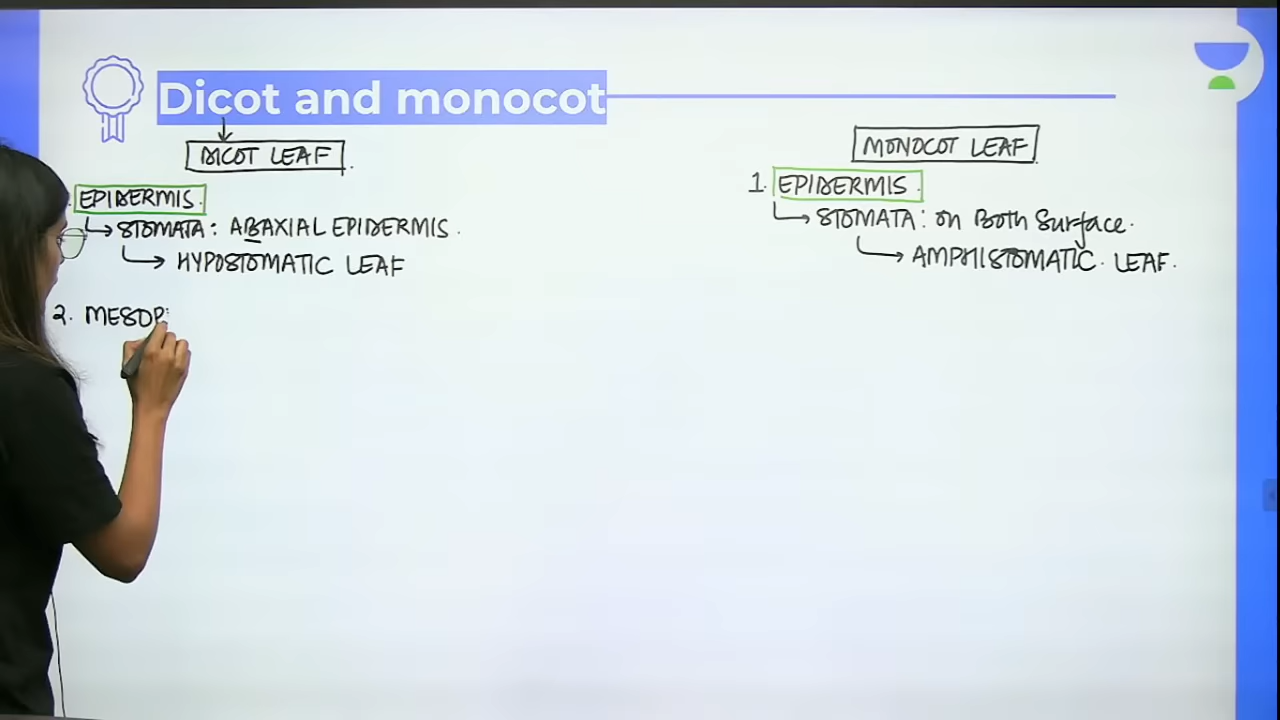 Dicot and monocot
DICOT LEAF.
EPIDERMIS.
STOMATA: ABAXIAL EPIDERMIS.
HYPOSTOMATIC LEAF
2. MESOP
MONOCOT LEAF.
1. EPIDERMIS.
STOMATA: on Both Surface.
AMPHISTOMATIC. LEAF.